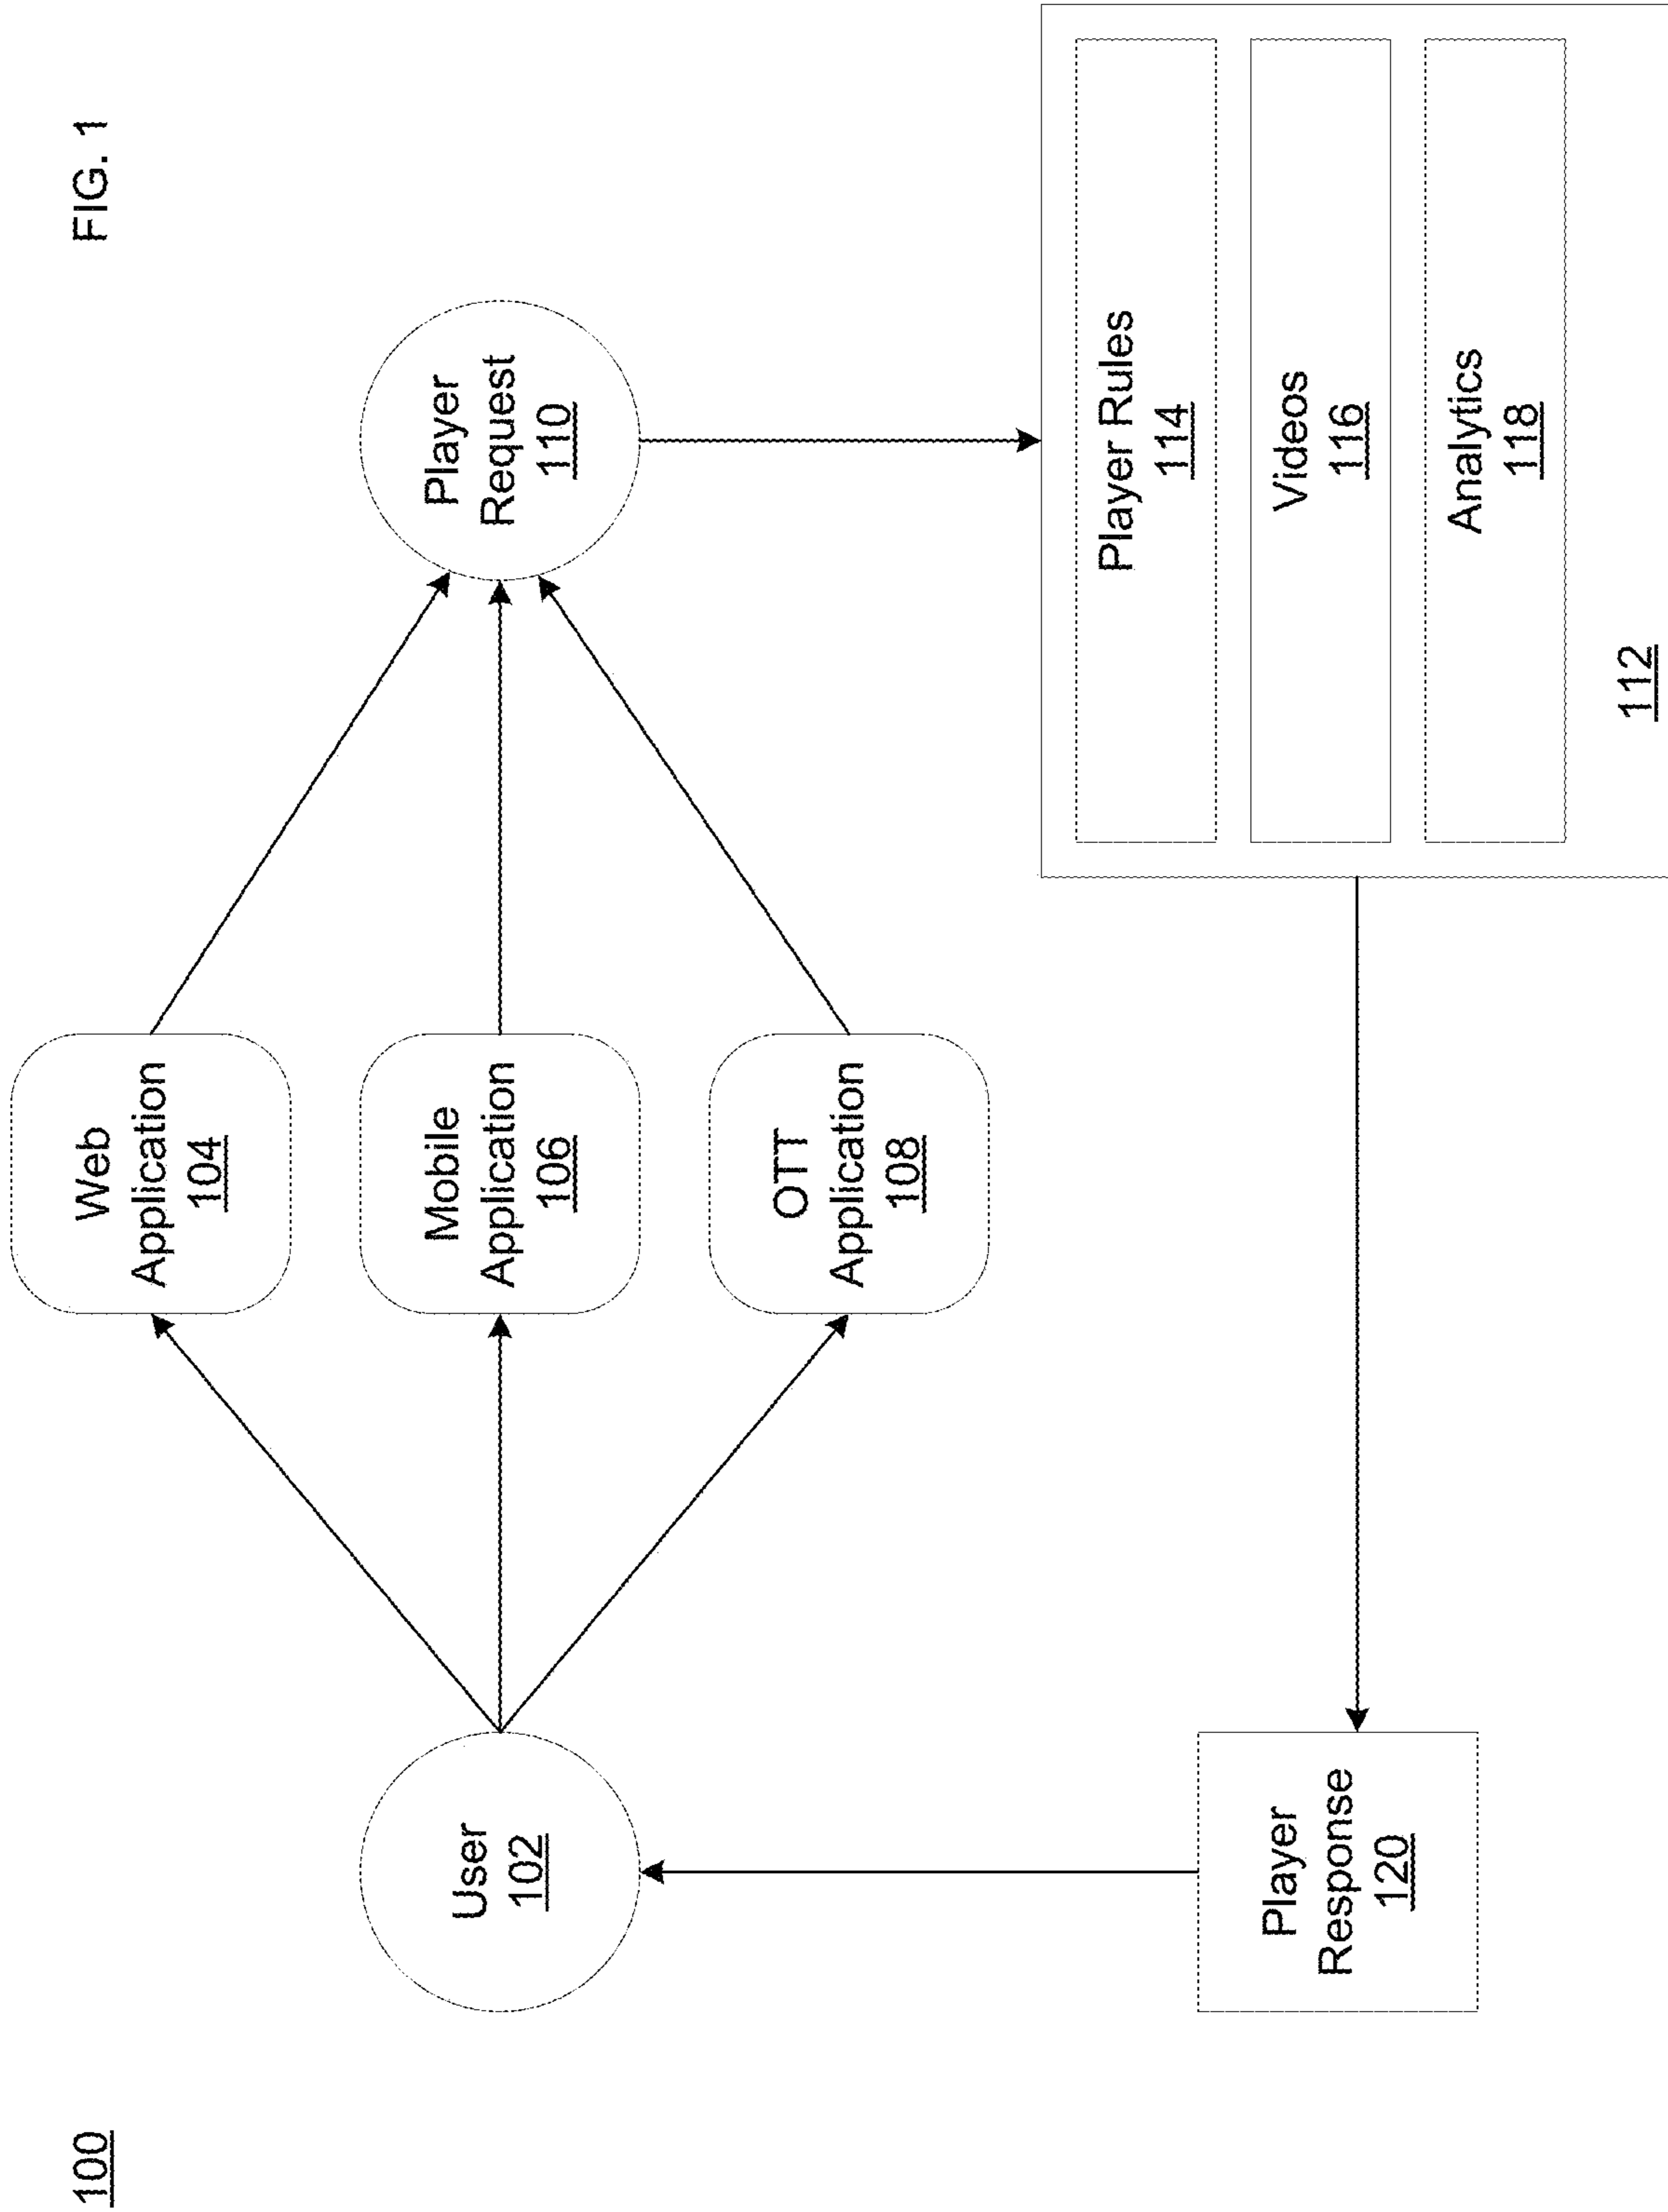 100
FIG. 1
User
102
Web
Application
104
Mobile
Application
106
OTT
Application
108
Player
Request
110
Player Rules
114
Videos
116
Analytics
118
112
Player
Response
120